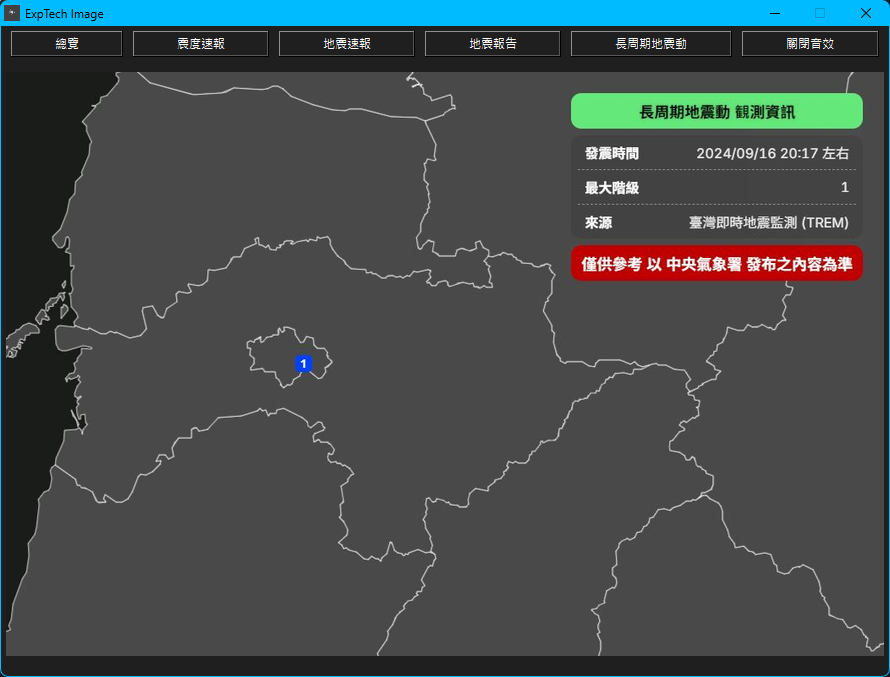 ExpTech Image
總覽
震度速報
地震速報
地震報告
長周期地震動
關閉音效
長周期地震動 観測資訊
發震時間 2024/09/16 20:17 左右
最大階級 1
來源 臺灣即時地震監測 (TREM)
僅供參考 以 中央氣象署 發布之內容為準
1